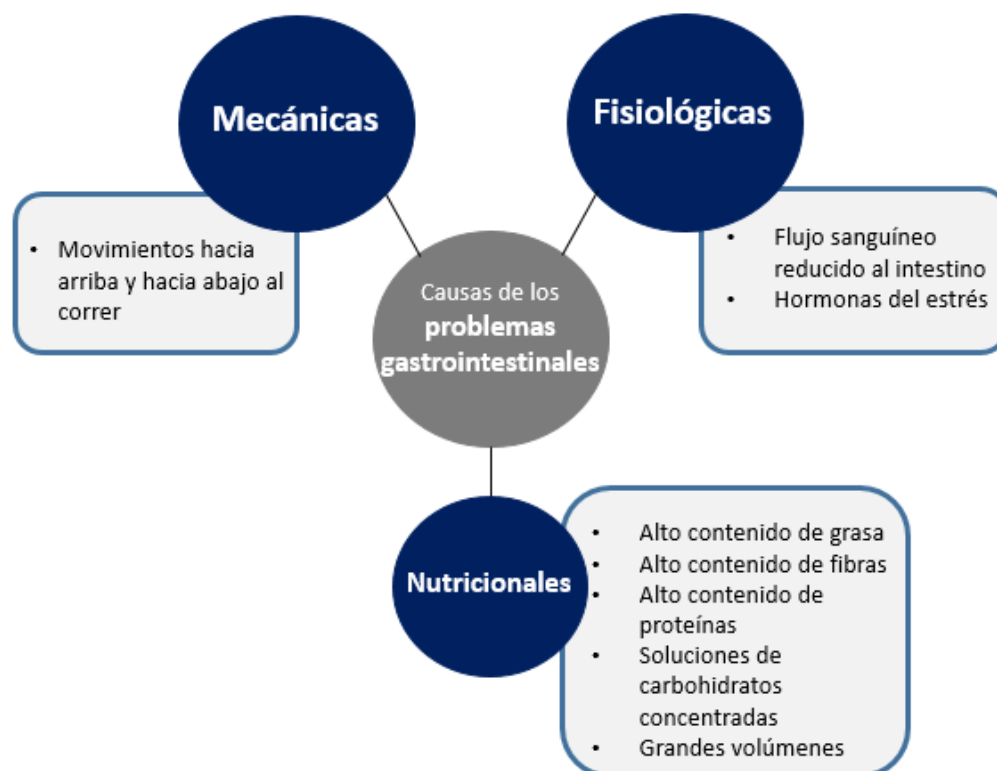 Mecánicas
• Movimientos hacia
arriba y hacia abajo al
correr
Fisiológicas
• Flujo sanguíneo
reducido al intestino
• Hormonas del estrés
Causas de los
problemas
gastrointestinales
Nutricionales
• Alto contenido de grasa
• Alto contenido de fibras
• Alto contenido de
proteínas
• Soluciones de
carbohidratos
concentradas
• Grandes volúmenes